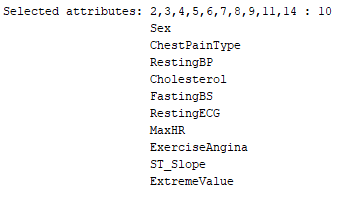 Selected attributes: 2,3,4,5,6,7,8,9,11,14 : 10
Sex
ChestPainType
RestingBP
Cholesterol
FastingBS
RestingECG
MaxHR
ExerciseAngina
ST_Slope
ExtremeValue